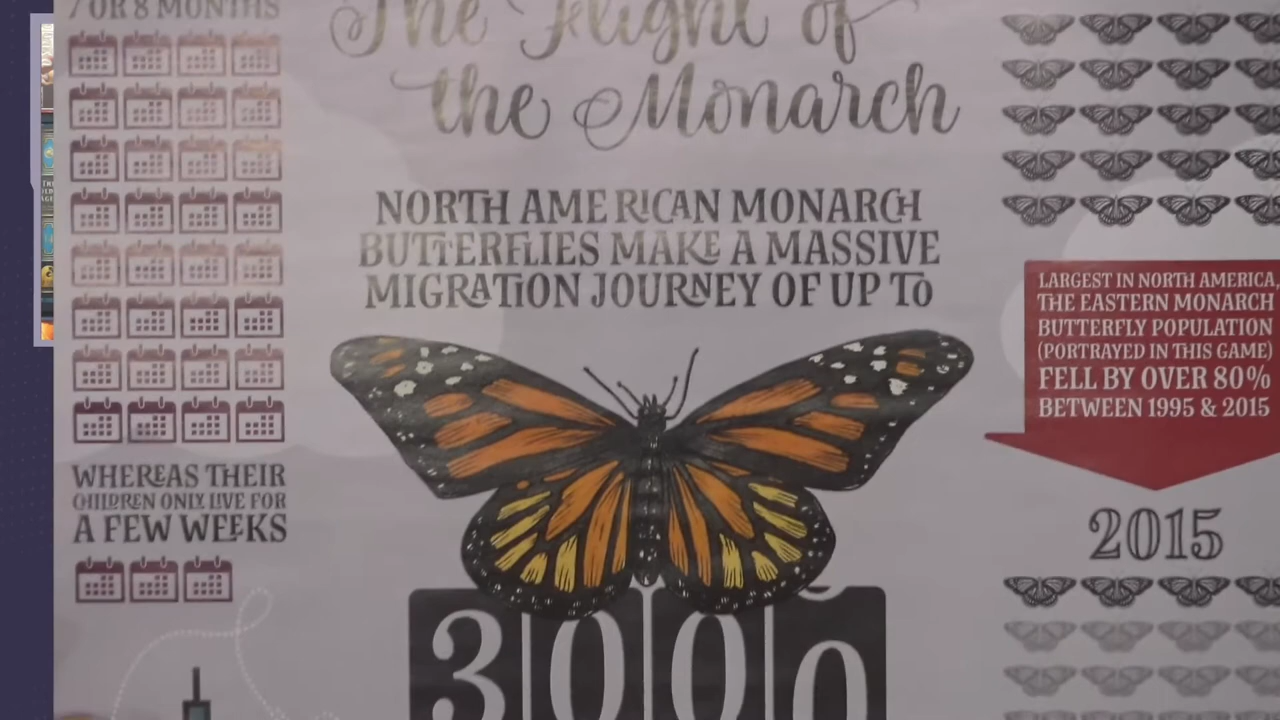 7 OR 8 MONTHS
WHEREAS THEIR
CHILDREN ONLY LIVE FOR
A FEW WEEKS
The Flight of
the Monarch
NORTH AMERICAN MONARCH
BUTTERFLIES MAKE A MASSIVE
MIGRATION JOURNEY OF UP TO
3000
LARGEST IN NORTH AMERICA,
THE EASTERN MONARCH
BUTTERFLY POPULATION
(PORTRAYED IN THIS GAME)
FELL BY OVER 80%
BETWEEN 1995 & 2015
2015